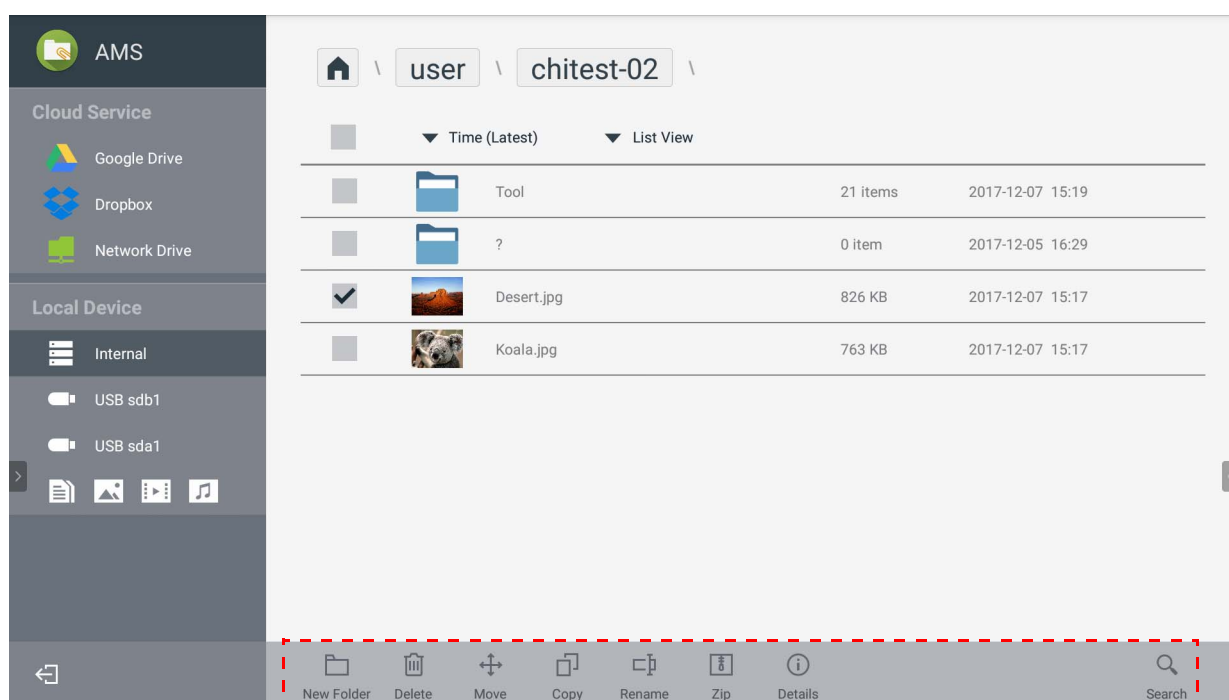 AMS
Cloud Service
Google Drive
Dropbox
Network Drive
Local Device
Internal
USB sdb1
USB sda1
\ user \ chitest-02 \
Time (Latest) List View
Tool 21 items 2017-12-07 15:19
? 0 item 2017-12-05 16:29
Desert.jpg 826 KB 2017-12-07 15:17
Koala.jpg 763 KB 2017-12-07 15:17
New Folder Delete Move Copy Rename Zip Details Search